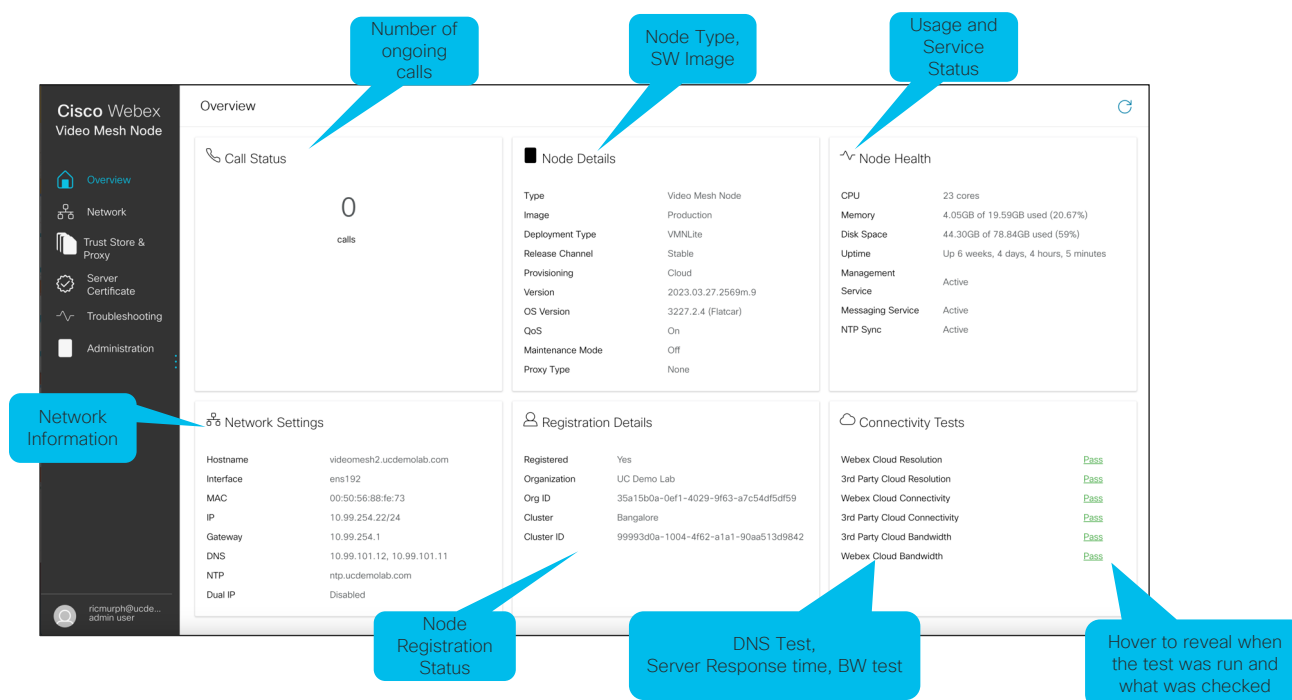 Number of
ongoing
calls
Node Type,
SW Image
Usage and
Service
Status
Cisco Webex
Video Mesh Node
Overview
Network
Trust Store &
Proxy
Server
Certificate
Troubleshooting
Administration
ricmurph@ucde...
admin user
Overview
Call Status
0
calls
Node Details
Type Video Mesh Node
Image Production
Deployment Type VMNLite
Release Channel Stable
Provisioning Cloud
Version 2023.03.27.2569m.9
OS Version 3227.2.4 (Flatcar)
QoS On
Maintenance Mode Off
Proxy Type None
Node Health
CPU 23 cores
Memory 4.05GB of 19.59GB used (20.67%)
Disk Space 44.30GB of 78.84GB used (59%)
Uptime Up 6 weeks, 4 days, 4 hours, 5 minutes
Management
Service Active
Messaging Service Active
NTP Sync Active
Network
Information
Network Settings
Hostname videomesh2.ucdemolab.com
Interface ens192
MAC 00:50:56:88:fe:73
IP 10.99.254.22/24
Gateway 10.99.254.1
DNS 10.99.101.12, 10.99.101.11
NTP ntp.ucdemolab.com
Dual IP Disabled
Registration Details
Registered Yes
Organization UC Demo Lab
Org ID 35a15b0a-0ef1-4029-9f63-a7c54df5df59
Cluster Bangalore
Cluster ID 99993d0a-1004-4f62-a1a1-90aa513d9842
Connectivity Tests
Webex Cloud Resolution Pass
3rd Party Cloud Resolution Pass
Webex Cloud Connectivity Pass
3rd Party Cloud Connectivity Pass
3rd Party Cloud Bandwidth Pass
Webex Cloud Bandwidth Pass
Node
Registration
Status
DNS Test,
Server Response time, BW test
Hover to reveal when
the test was run and
what was checked